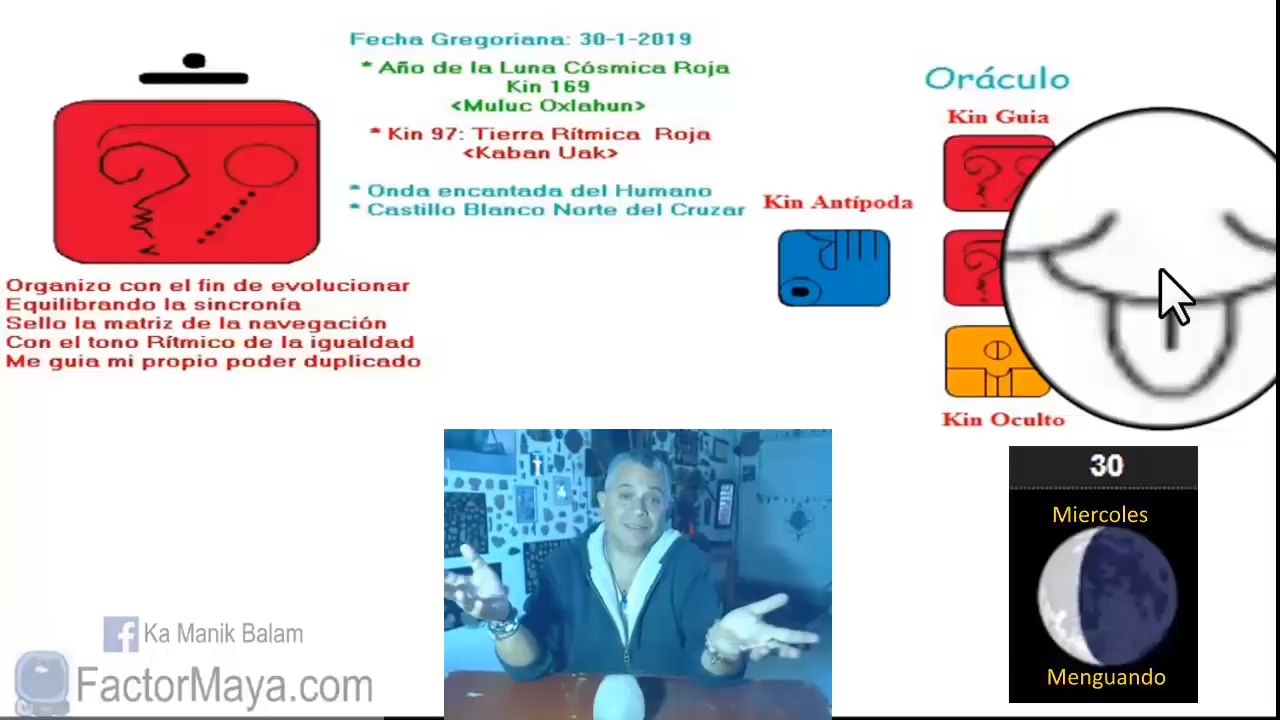 Fecha Gregoriana: 30-1-2019
* Año de la Luna Cósmica Roja
Kin 169
<Muluc Oxlahun>
* Kin 97: Tierra Rítmica Roja
<Kaban Uak>
* Onda encantada del Humano
* Castillo Blanco Norte del Cruzar
Organizo con el fin de evolucionar
Equilibrando la sincronía
Sello la matriz de la navegación
Con el tono Rítmico de la igualdad
Me guia mi propio poder duplicado
Oráculo
Kin Guia
Kin Antípoda
Kin Oculto
30
Miercoles
Menguando
Ka Manik Balam
FactorMaya.com